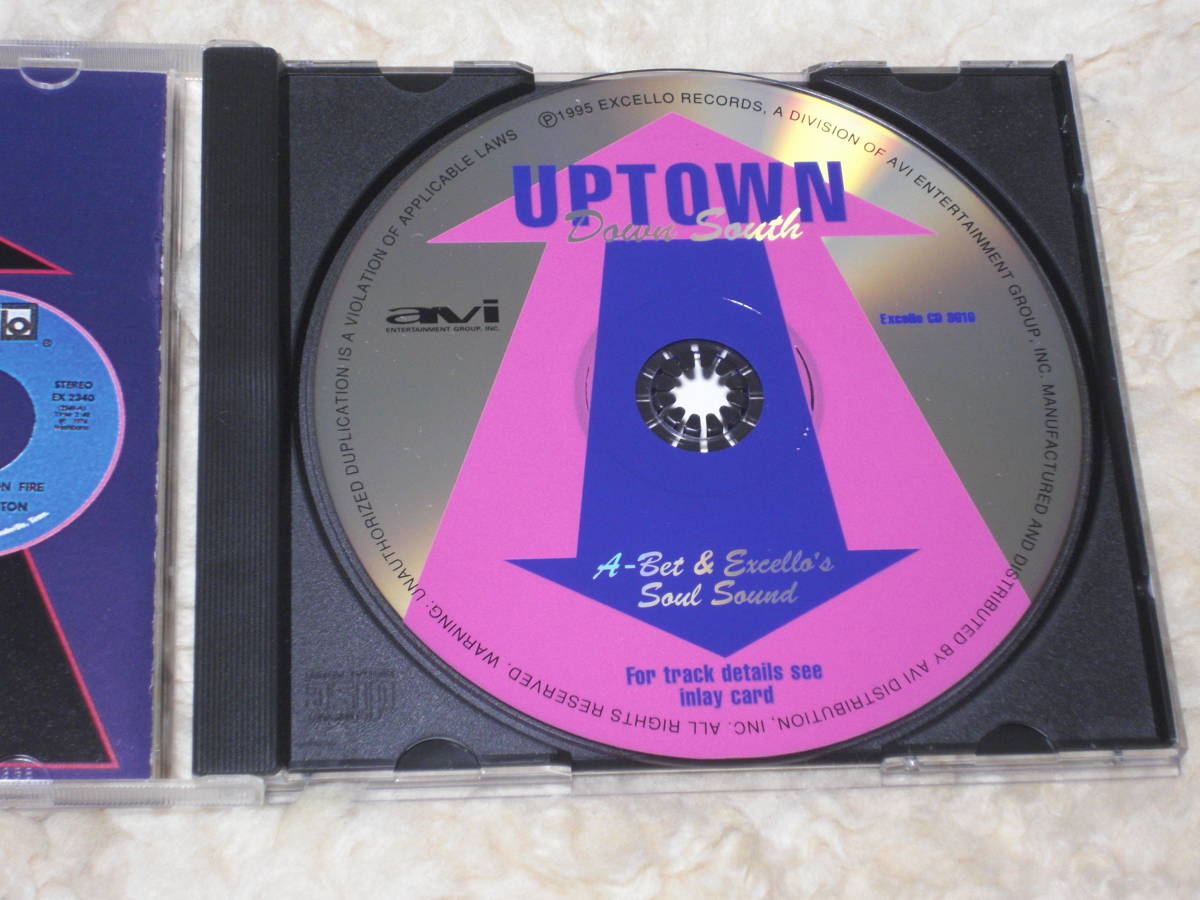 STEREO
EX 2340
ON FIRE
TON
WARNING: UNAUTHORIZED DUPLICATION IS A VIOLATION OF APPLICABLE LAWS
℗1995 EXCELLO RECORDS, A DIVISION OF AVI ENTERTAINMENT GROUP, INC. MANUFACTURED AND DISTRIBUTED BY AVI DISTRIBUTION, INC. ALL RIGHTS RESERVED.
UPTOWN
Down South
avi
ENTERTAINMENT GROUP, INC.
Excello CD 3010
A-Bet & Excello's
Soul Sound
For track details see
inlay card